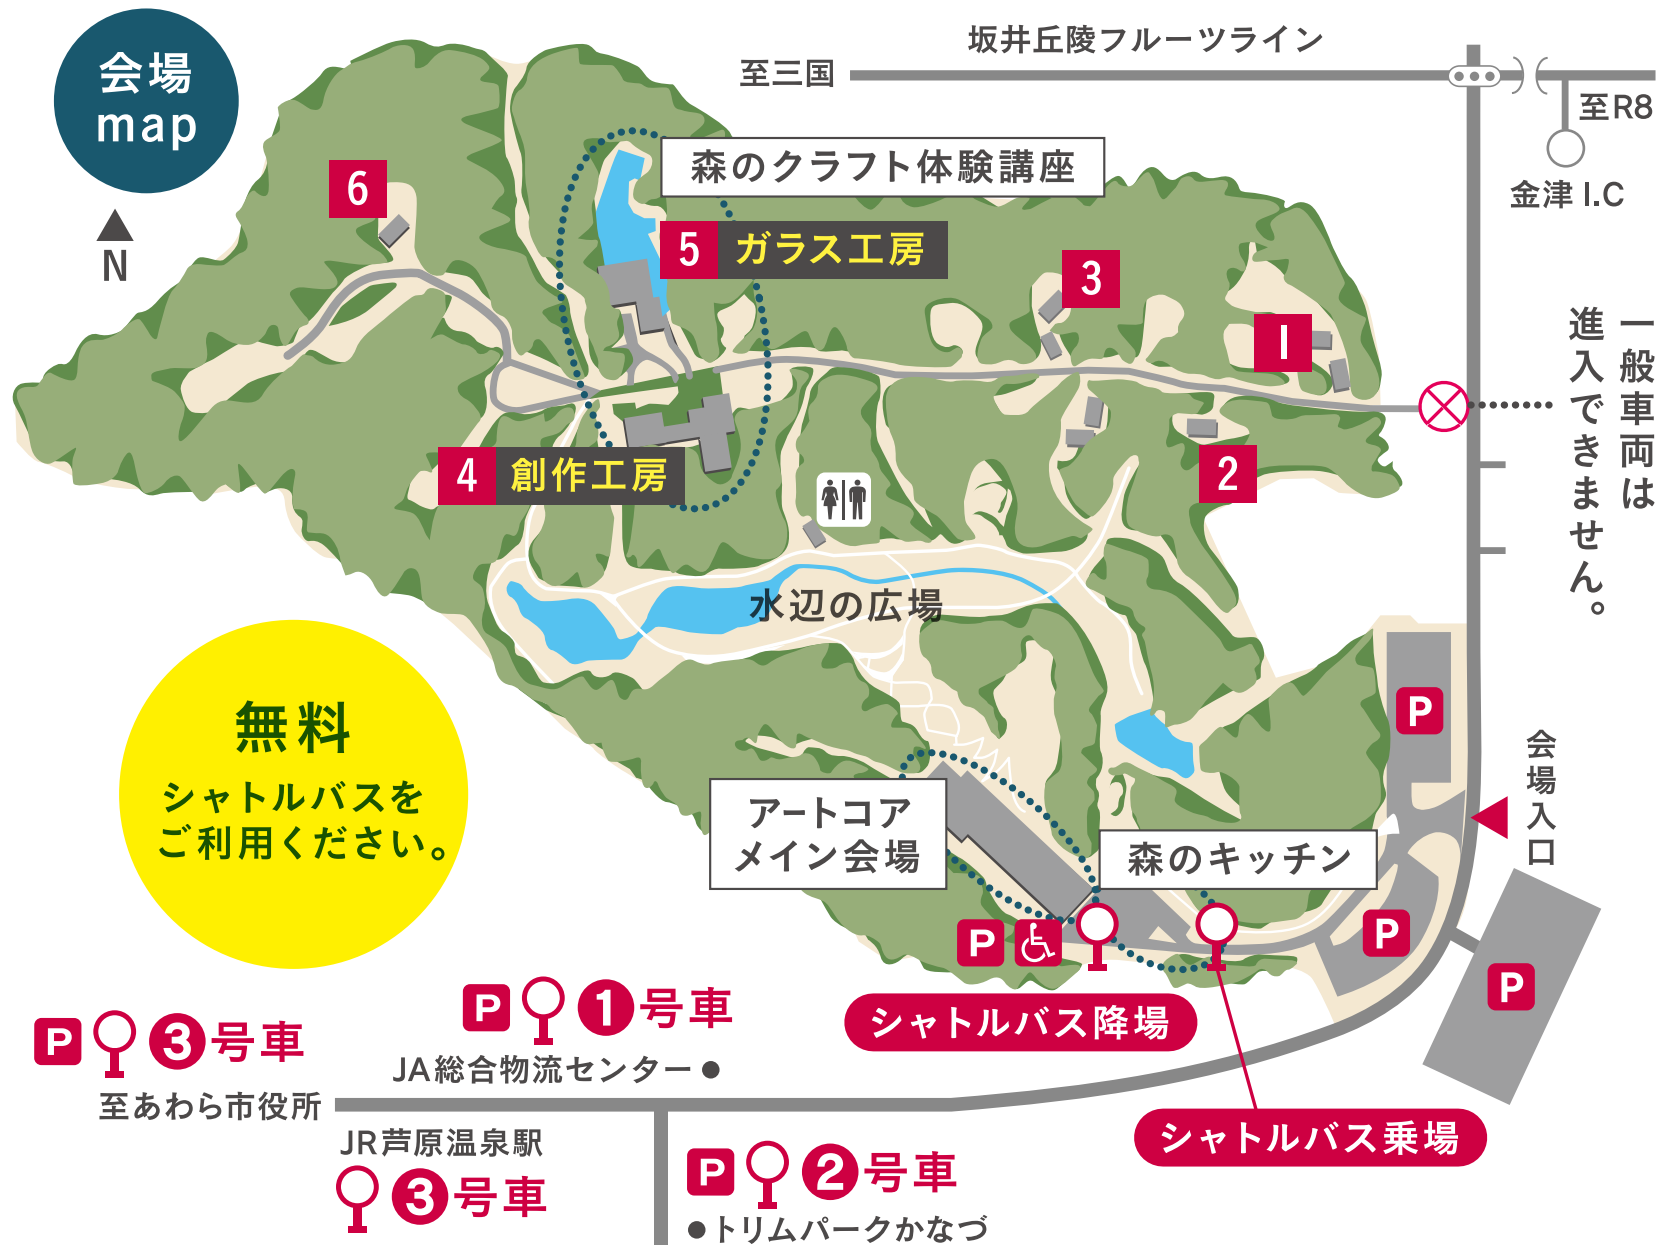 会場
map
N
坂井丘陵フルーツライン
至三国
至R8
金津 I.C
森のクラフト体験講座
6
5 ガラス工房
3
1
一般車両は
進入できません。
4 創作工房
2
水辺の広場
無料
シャトルバスを
ご利用ください。
P
会場入口
アートコア
メイン会場
森のキッチン
P
P
P
シャトルバス降場
シャトルバス乗場
P 1号車
JA総合物流センター
P 3号車
至あわら市役所
JR芦原温泉駅
3号車
P 2号車
トリムパークかなづ